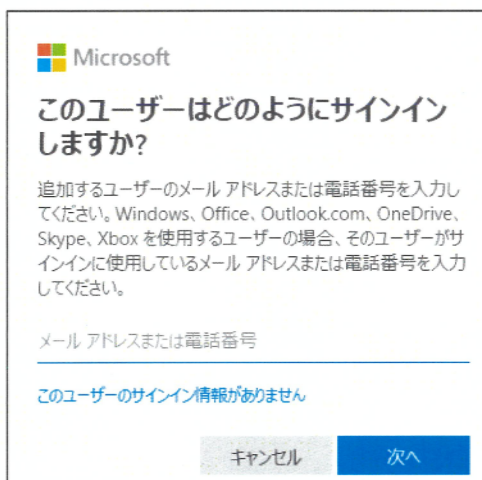 Microsoft
このユーザーはどのようにサインイン
しますか?
追加するユーザーのメール アドレスまたは電話番号を入力し
てください。Windows、Office、Outlook.com、OneDrive、
Skype、Xbox を使用するユーザーの場合、そのユーザーがサ
インインに使用しているメール アドレスまたは電話番号を入力
してください。
メール アドレスまたは電話番号
このユーザーのサインイン情報がありません
キャンセル
次へ